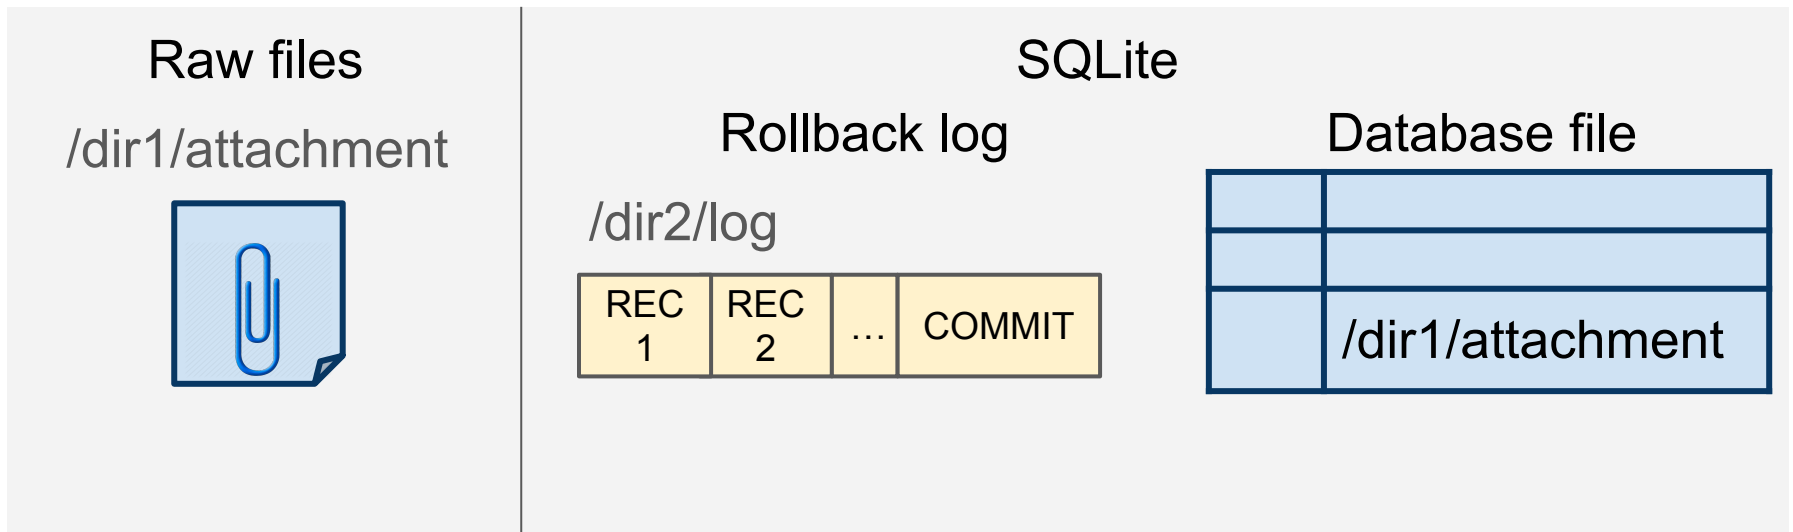 Raw files
/dir1/attachment
SQLite
Rollback log
/dir2/log
REC 1
REC 2
...
COMMIT
Database file
/dir1/attachment